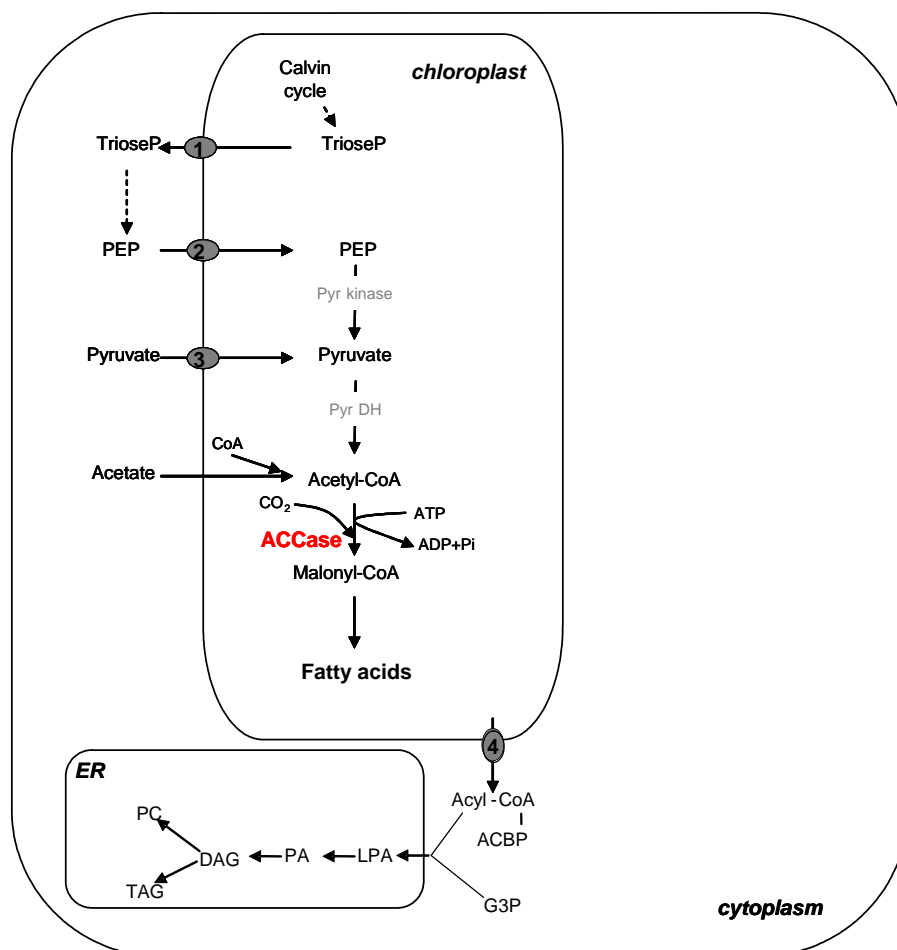 Calvin
cycle
chloroplast
TrioseP
1
TrioseP
PEP
2
PEP
Pyr kinase
Pyruvate
3
Pyruvate
Pyr DH
CoA
Acetate
Acetyl-CoA
CO₂
ATP
ACCase
ADP+Pi
Malonyl-CoA
Fatty acids
4
ER
Acyl-CoA
PC
ACBP
DAG
PA
LPA
TAG
G3P
cytoplasm